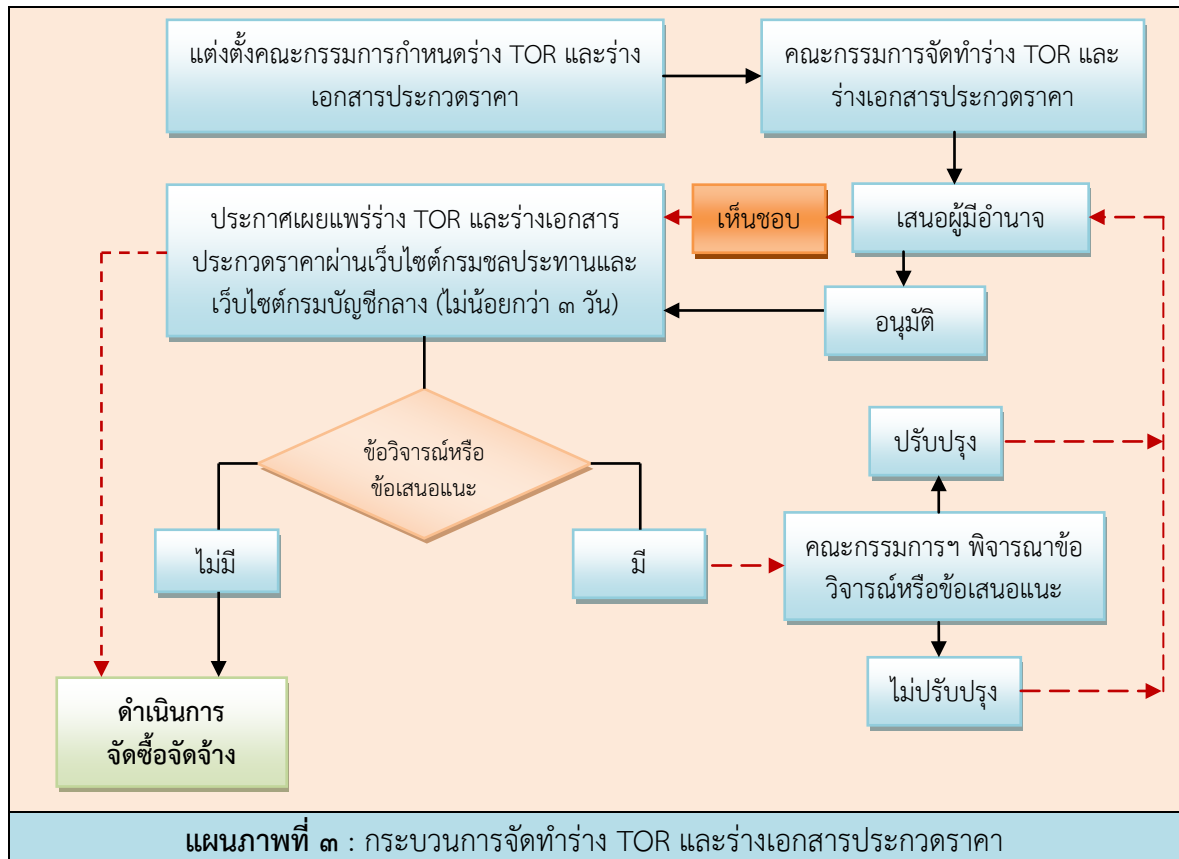 แต่งตั้งคณะกรรมการกำหนดร่าง TOR และร่าง
เอกสารประกวดราคา
คณะกรรมการจัดทำร่าง TOR และ
ร่างเอกสารประกวดราคา
ประกาศเผยแพร่ร่าง TOR และร่างเอกสาร
ประกวดราคาผ่านเว็บไซต์กรมชลประทานและ
เว็บไซต์กรมบัญชีกลาง (ไม่น้อยกว่า ๓ วัน)
เห็นชอบ
เสนอผู้มีอำนาจ
อนุมัติ
ข้อวิจารณ์หรือ
ข้อเสนอแนะ
ปรับปรุง
ไม่มี
มี
คณะกรรมการฯ พิจารณาข้อ
วิจารณ์หรือข้อเสนอแนะ
ไม่ปรับปรุง
ดำเนินการ
จัดซื้อจัดจ้าง
แผนภาพที่ ๓ : กระบวนการจัดทำร่าง TOR และร่างเอกสารประกวดราคา